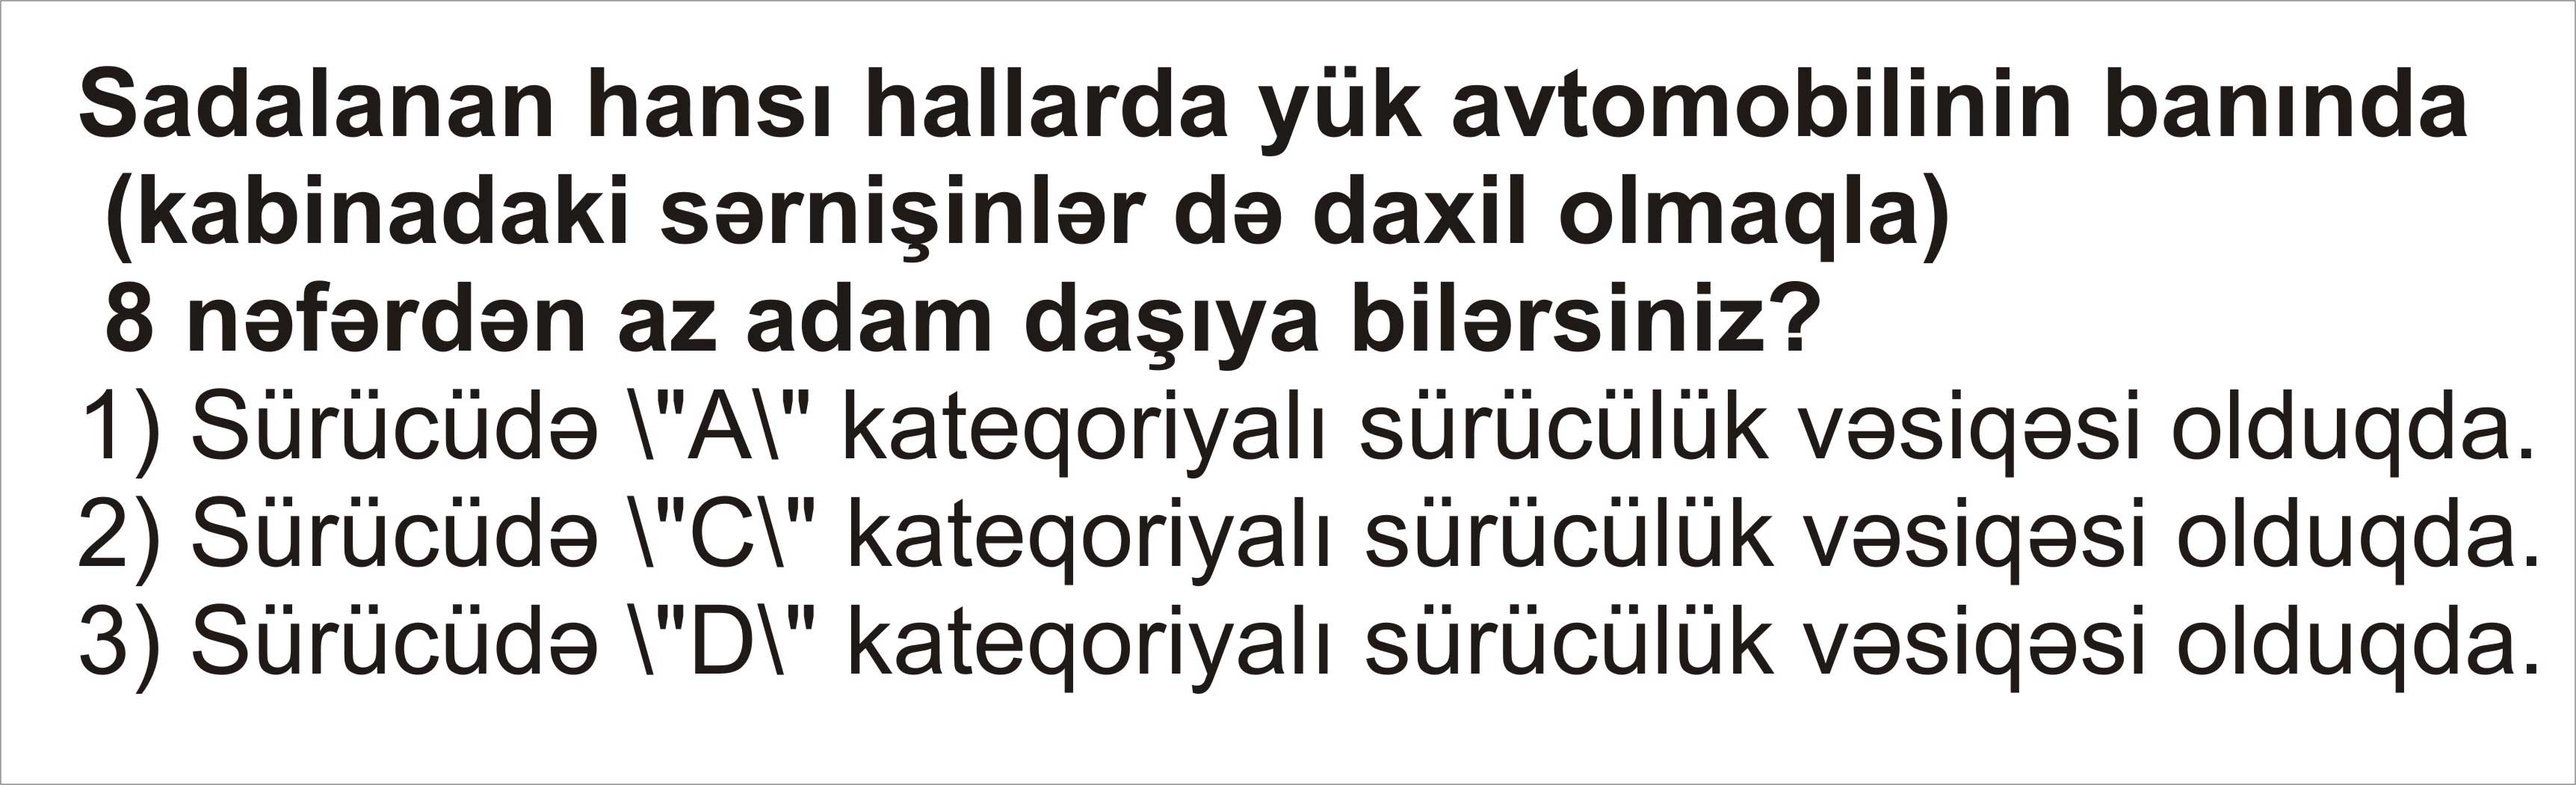 Sadalanan hansı hallarda yük avtomobilinin banında
(kabinadaki sərnişinlər də daxil olmaqla)
8 nəfərdən az adam daşıya bilərsiniz?
1) Sürücüdə \"A\" kateqoriyalı sürücülük vəsiqəsi olduqda.
2) Sürücüdə \"C\" kateqoriyalı sürücülük vəsiqəsi olduqda.
3) Sürücüdə \"D\" kateqoriyalı sürücülük vəsiqəsi olduqda.